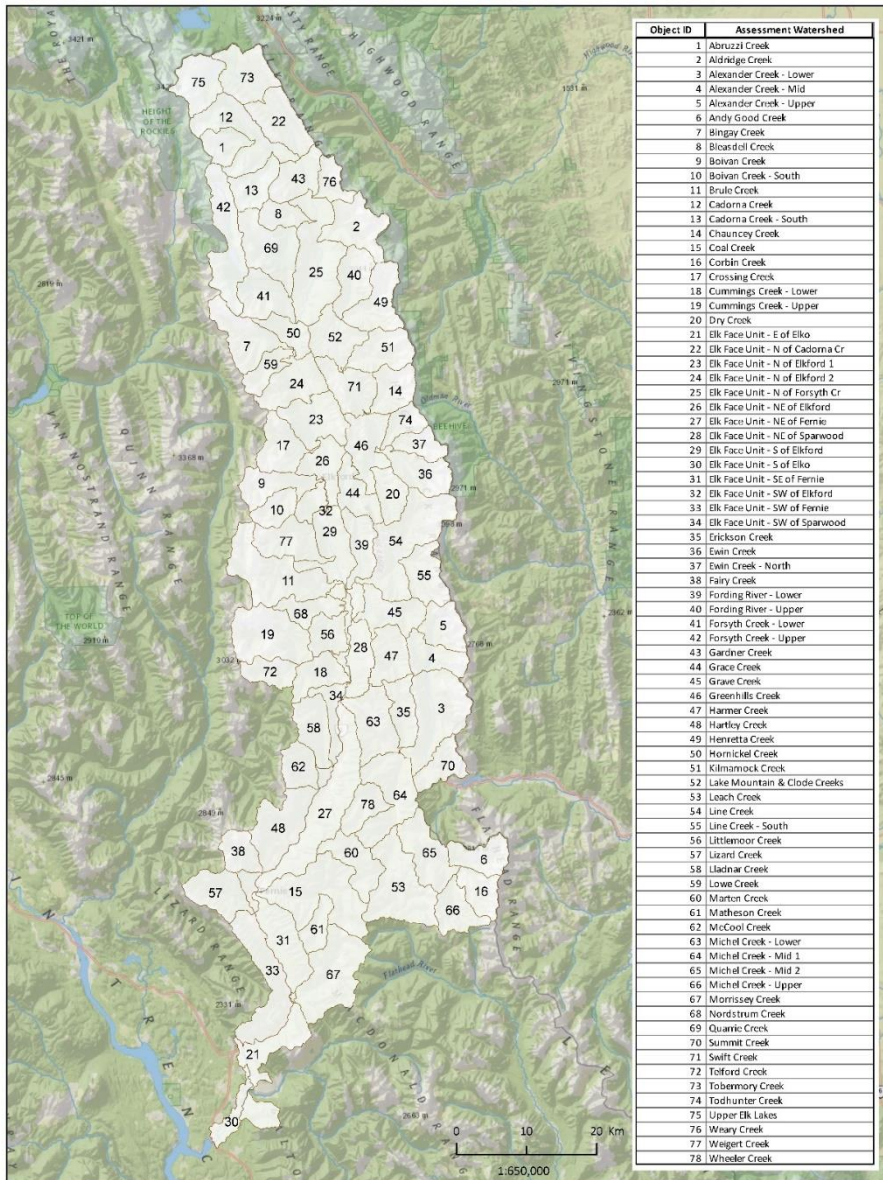 3421 m
3224 m
HIGHWOOD RANGE
Highwood River
HEIGHT
OF THE
ROCKIES
75
73
12
22
1
43
76
13
42
8
2
69
25
40
41
49
50
52
7
51
59
24
71
14
23
74
17
46
37
BEEHIVE
26
36
9
44
20
2971 m
10
32
29
77
39
54
11
55
68
45
19
56
5
28
47
4
72
18
34
3
58
63
35
62
70
78
64
27
48
38
60
65
6
57
15
53
16
66
31
61
33
67
21
30
VAN NOSTRAND RANGE
QUINN RANGE
3368 m
LIVINGSTONE RANGE
TOP OF
THE WORLD
LIZARD RANGE
Flathead River
0 10 20 Km
1:650,000
Object ID Assessment Watershed
1 Abruzzi Creek
2 Aldridge Creek
3 Alexander Creek - Lower
4 Alexander Creek - Mid
5 Alexander Creek - Upper
6 Andy Good Creek
7 Bingay Creek
8 Bleasdell Creek
9 Boivan Creek
10 Boivan Creek - South
11 Brule Creek
12 Cadorna Creek
13 Cadorna Creek - South
14 Chauncey Creek
15 Coal Creek
16 Corbin Creek
17 Crossing Creek
18 Cummings Creek - Lower
19 Cummings Creek - Upper
20 Dry Creek
21 Elk Face Unit - E of Elko
22 Elk Face Unit - N of Cadorna Cr
23 Elk Face Unit - N of Elkford 1
24 Elk Face Unit - N of Elkford 2
25 Elk Face Unit - N of Forsyth Cr
26 Elk Face Unit - NE of Elkford
27 Elk Face Unit - NE of Fernie
28 Elk Face Unit - NE of Sparwood
29 Elk Face Unit - S of Elkford
30 Elk Face Unit - S of Elko
31 Elk Face Unit - SE of Fernie
32 Elk Face Unit - SW of Elkford
33 Elk Face Unit - SW of Fernie
34 Elk Face Unit - SW of Sparwood
35 Erickson Creek
36 Ewin Creek
37 Ewin Creek - North
38 Fairy Creek
39 Fording River - Lower
40 Fording River - Upper
41 Forsyth Creek - Lower
42 Forsyth Creek - Upper
43 Gardner Creek
44 Grace Creek
45 Grave Creek
46 Greenhills Creek
47 Harmer Creek
48 Hartley Creek
49 Henretta Creek
50 Hornickel Creek
51 Kilmarnock Creek
52 Lake Mountain & Clode Creeks
53 Leach Creek
54 Line Creek
55 Line Creek - South
56 Littlemoor Creek
57 Lizard Creek
58 Lladnar Creek
59 Lowe Creek
60 Marten Creek
61 Matheson Creek
62 McCool Creek
63 Michel Creek - Lower
64 Michel Creek - Mid 1
65 Michel Creek - Mid 2
66 Michel Creek - Upper
67 Morrissey Creek
68 Nordstrum Creek
69 Quarrie Creek
70 Summit Creek
71 Swift Creek
72 Telford Creek
73 Tobermory Creek
74 Todhunter Creek
75 Upper Elk Lakes
76 Weary Creek
77 Weigert Creek
78 Wheeler Creek